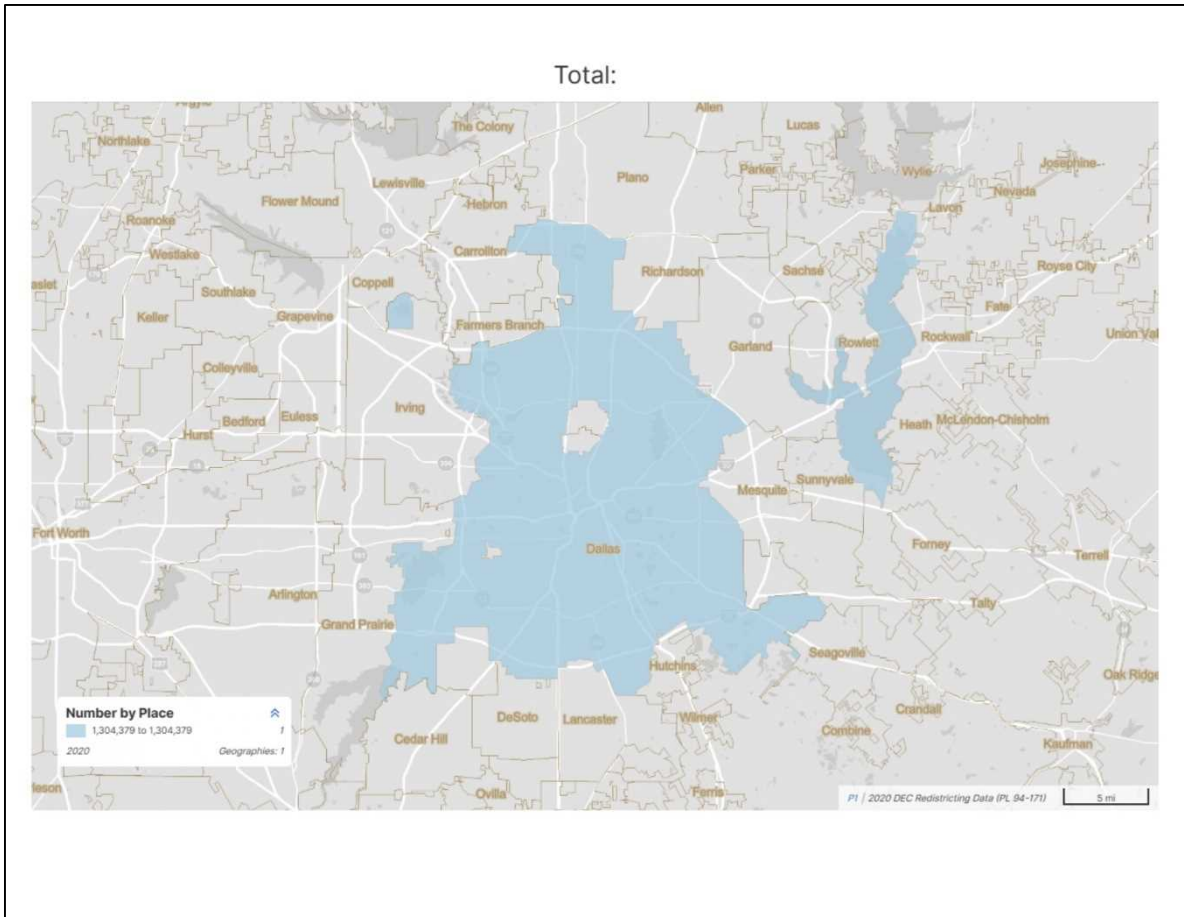 Total:
Allen
The Colony
Lucas
Northlake
Parker
Josephine
Wylie
Plano
Lewisville
Nevada
Flower Mound
Hebron
Lavon
Roanoke
Carrollton
Westlake
Richardson
Sachse
Royse City
Coppell
Southlake
Fate
Keller
Grapevine
Farmers Branch
Rockwall
Rowlett
Garland
Colleyville
Irving
Euless
Bedford
Heath
McLendon-Chisholm
Hurst
Sunnyvale
Mesquite
Fort Worth
Dallas
Forney
Terrell
Arlington
Talty
Grand Prairie
Seagoville
Hutchins
Oak Ridge
Crandall
DeSoto
Lancaster
Wilmer
Combine
Cedar Hill
Kaufman
Ovilla
Ferris
Number by Place
1,304,379 to 1,304,379 1
2020 Geographies: 1
P1 | 2020 DEC Redistricting Data (PL 94-171)
5 mi